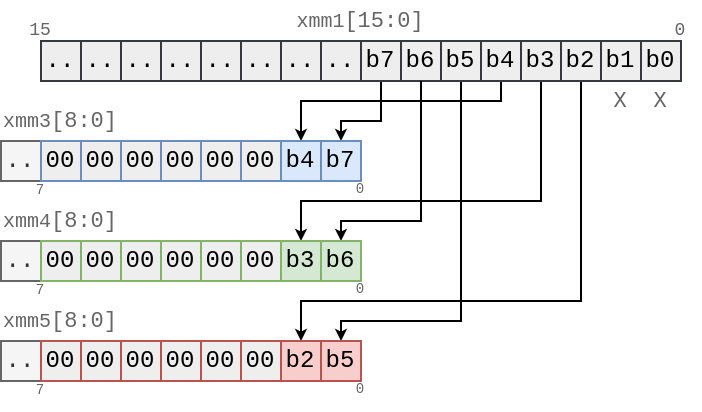 xmm1[15:0]
15 0
.. .. .. .. .. .. .. .. b7 b6 b5 b4 b3 b2 b1 b0
X X
xmm3[8:0]
.. 00 00 00 00 00 00 b4 b7
7 0
xmm4[8:0]
.. 00 00 00 00 00 00 b3 b6
7 0
xmm5[8:0]
.. 00 00 00 00 00 00 b2 b5
7 0